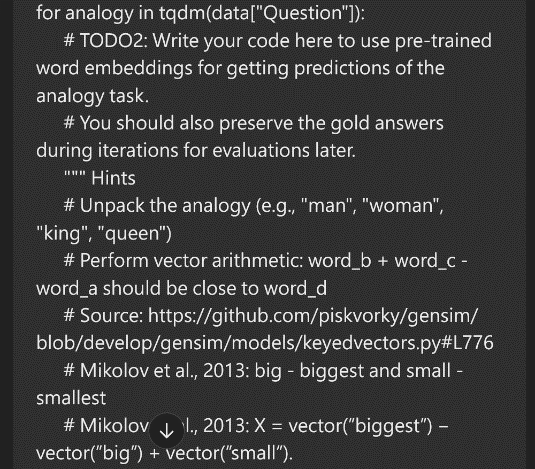 for analogy in tqdm(data["Question"]):
# TODO2: Write your code here to use pre-trained
word embeddings for getting predictions of the
analogy task.
# You should also preserve the gold answers
during iterations for evaluations later.
""" Hints
# Unpack the analogy (e.g., "man", "woman",
"king", "queen")
# Perform vector arithmetic: word_b + word_c -
word_a should be close to word_d
# Source: https://github.com/piskvorky/gensim/
blob/develop/gensim/models/keyedvectors.py#L776
# Mikolov et al., 2013: big - biggest and small -
smallest
# Mikolov l., 2013: X = vector("biggest") −
vector("big") + vector("small").